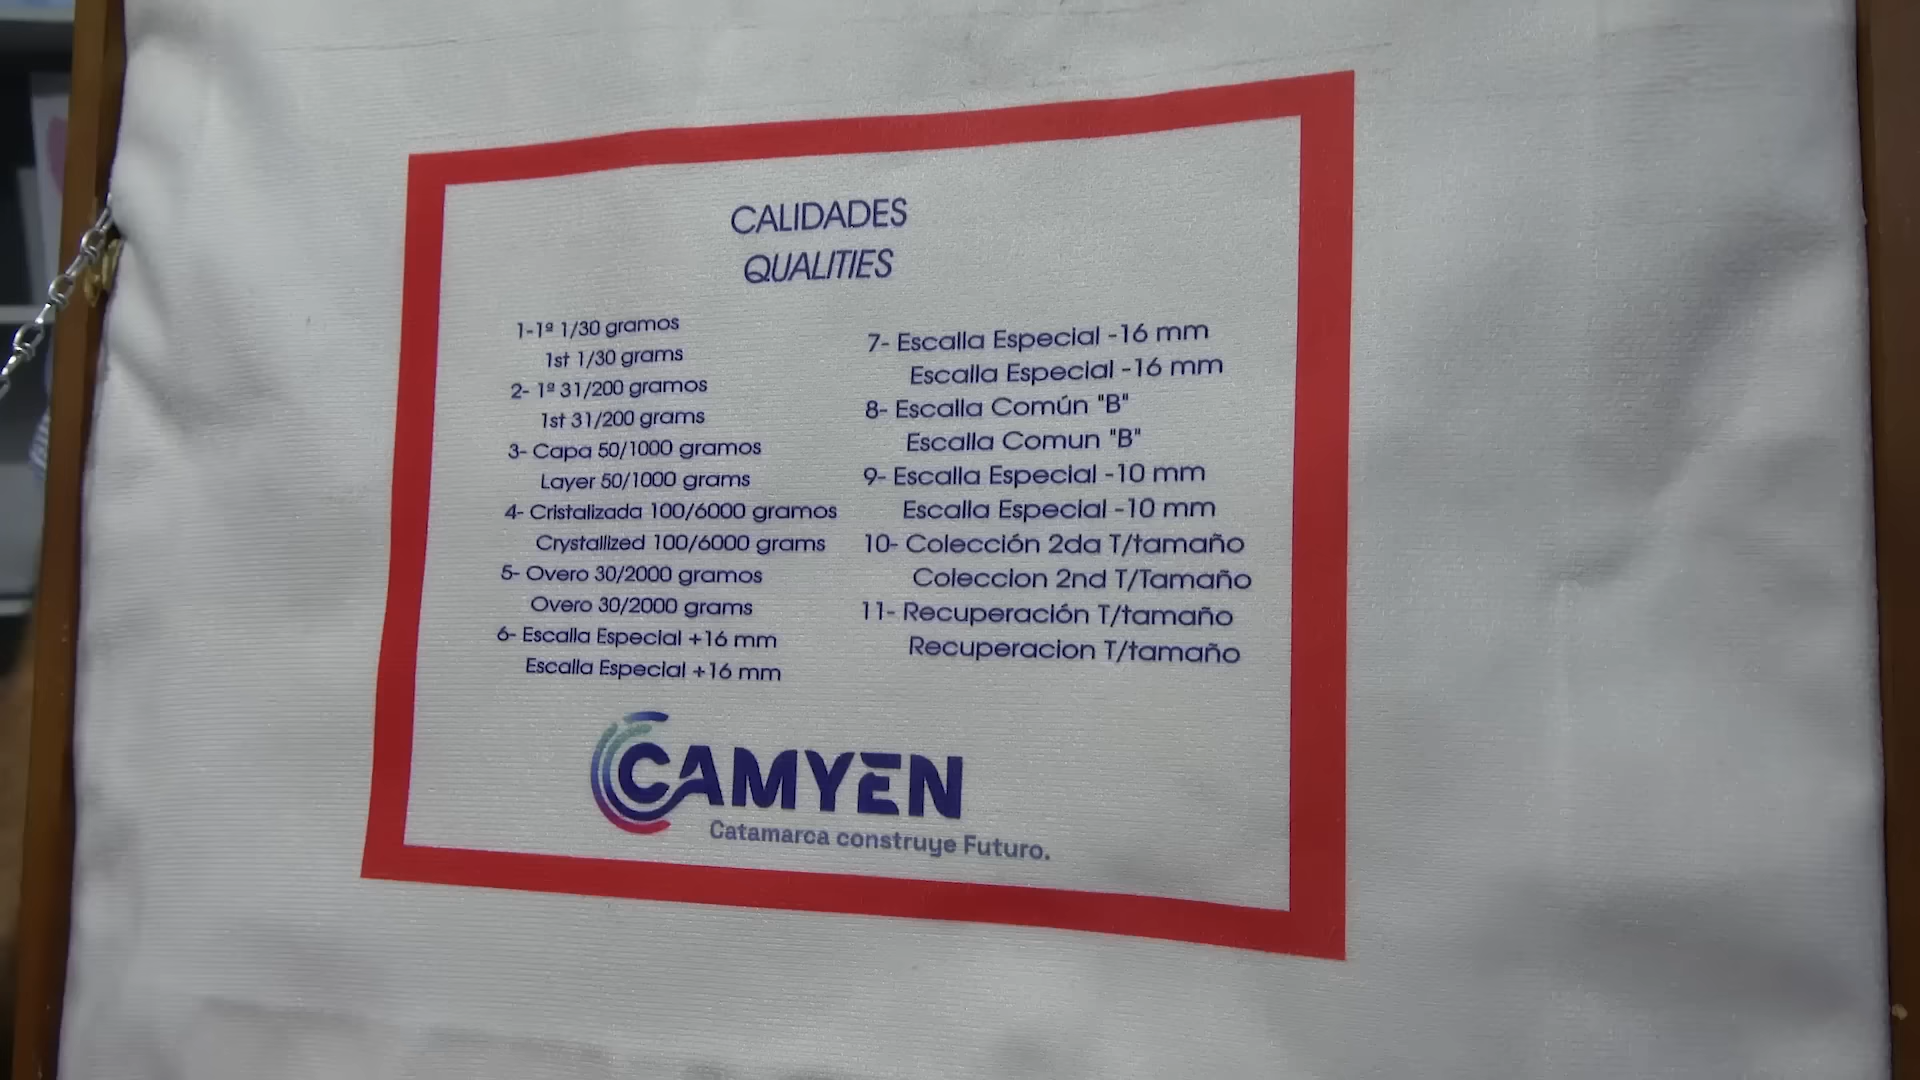 CALIDADES
QUALITIES
1-1ª 1/30 gramos
1st 1/30 grams
2- 1ª 31/200 gramos
1st 31/200 grams
3- Capa 50/1000 gramos
Layer 50/1000 grams
4- Cristalizada 100/6000 gramos
Crystallized 100/6000 grams
5- Overo 30/2000 gramos
Overo 30/2000 grams
6- Escalla Especial +16 mm
Escalla Especial +16 mm
7- Escalla Especial -16 mm
Escalla Especial -16 mm
8- Escalla Común "B"
Escalla Comun "B"
9- Escalla Especial -10 mm
Escalla Especial -10 mm
10- Colección 2da T/tamaño
Coleccion 2nd T/Tamaño
11- Recuperación T/tamaño
Recuperacion T/tamaño
CAMYEN
Catamarca construye Futuro.